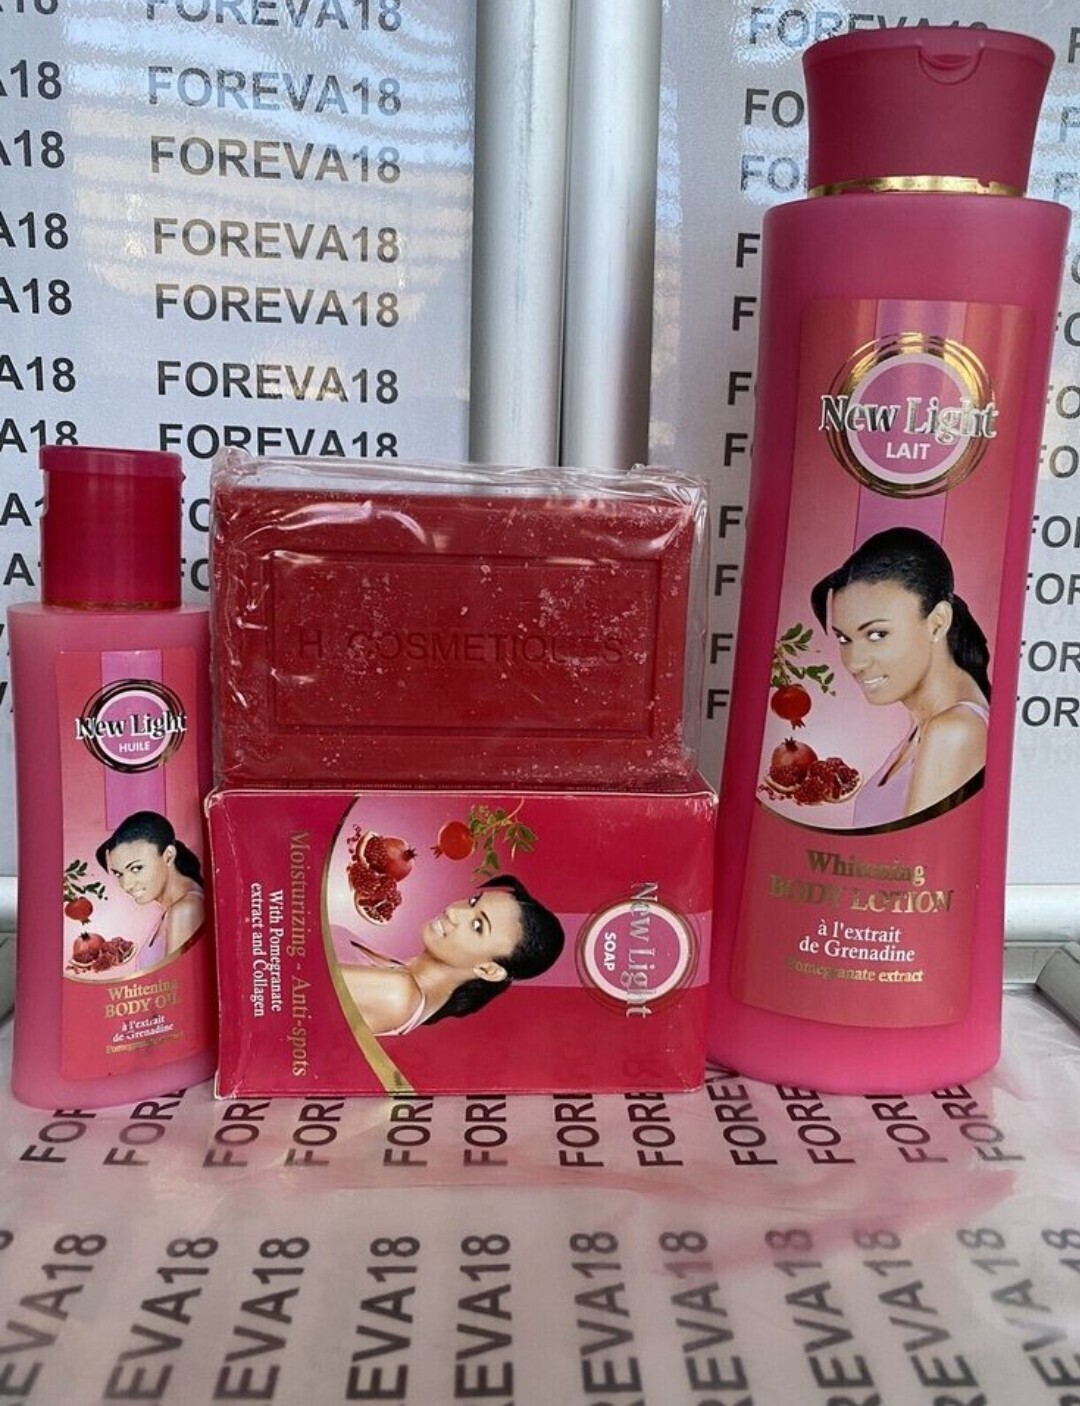 FOREVA18
FOREVA18
FOREVA18
FOREVA18
FOREVA18
FOREVA18
FOREVA18
New Light
LAIT
Whitening
BODY LOTION
à l'extrait
de Grenadine
Pomegranate extract
New Light
HUILE
Whitening
BODY OIL
à l'extrait
de Grenadine
H COSMETIQUES
New Light
SOAP
Moisturizing - Anti-spots
With Pomegranate
extract and Collagen